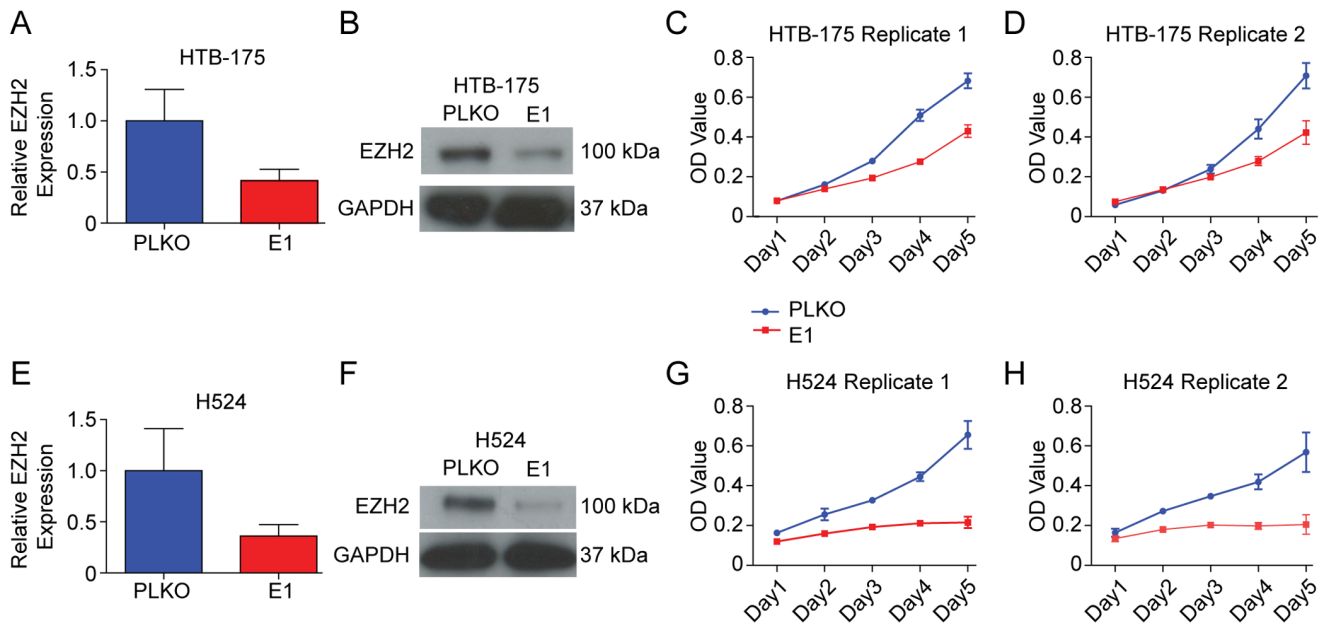 A
HTB-175
Relative EZH2
Expression
1.5
1.0
0.5
0
PLKO
E1
B
HTB-175
PLKO E1
EZH2
100 kDa
GAPDH
37 kDa
C
HTB-175 Replicate 1
OD Value
0.8
0.6
0.4
0.2
0
Day1
Day2
Day3
Day4
Day5
D
HTB-175 Replicate 2
OD Value
0.8
0.6
0.4
0.2
0
Day1
Day2
Day3
Day4
Day5
PLKO
E1
E
H524
Relative EZH2
Expression
1.5
1.0
0.5
0
PLKO
E1
F
H524
PLKO E1
EZH2
100 kDa
GAPDH
37 kDa
G
H524 Replicate 1
OD Value
0.8
0.6
0.4
0.2
0
Day1
Day2
Day3
Day4
Day5
H
H524 Replicate 2
OD Value
0.8
0.6
0.4
0.2
0
Day1
Day2
Day3
Day4
Day5